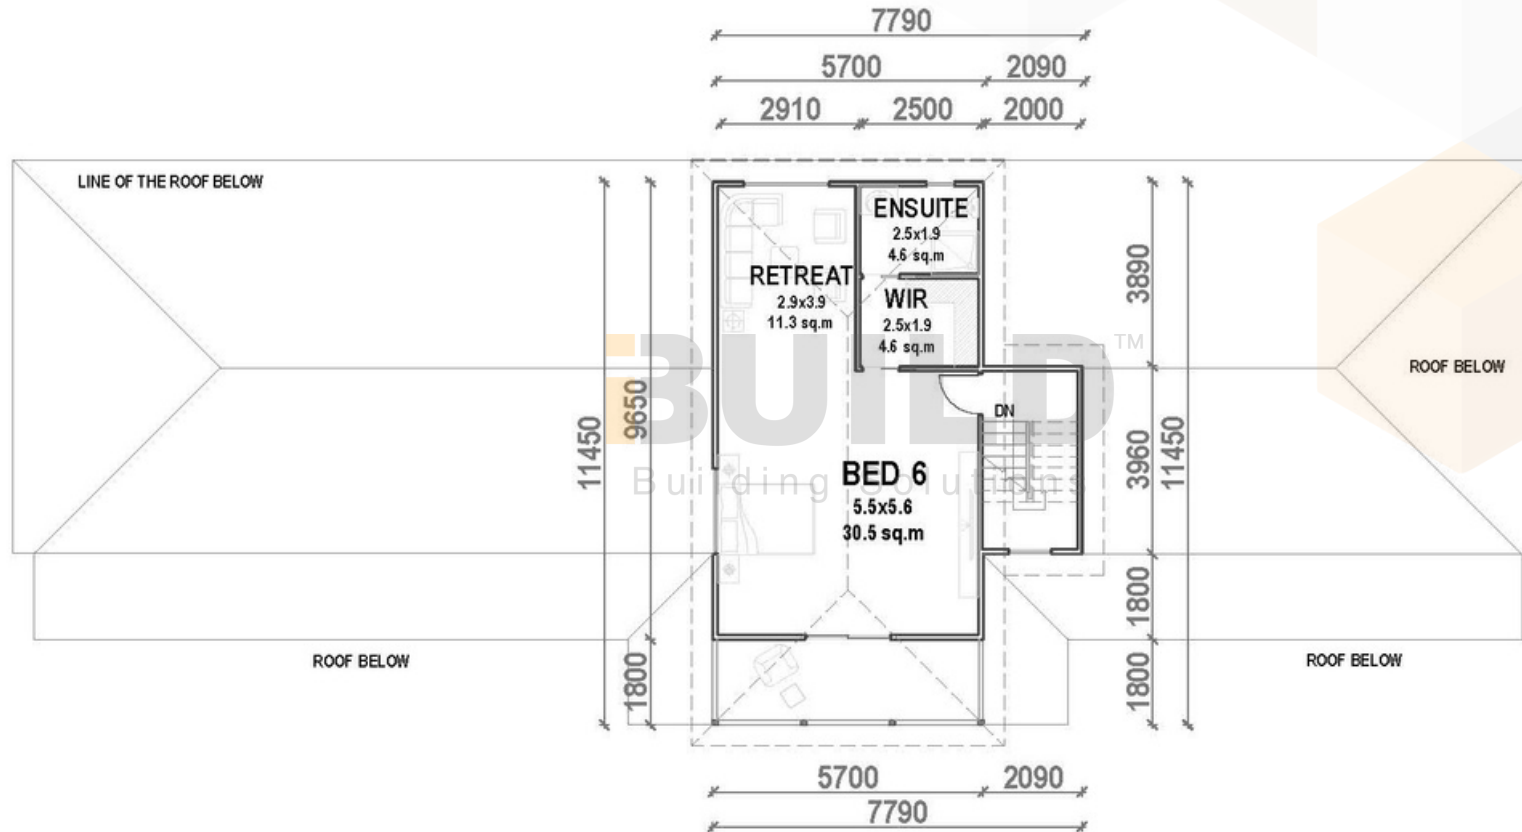 7790
5700 2090
2910 2500 2000
LINE OF THE ROOF BELOW
ENSUITE
2.5x1.9
4.6 sq.m
RETREAT
2.9x3.9
11.3 sq.m
WIR
2.5x1.9
4.6 sq.m
3890
iBUILD™
Building Solutions
ROOF BELOW
9650
11450
DN
3960
11450
BED 6
5.5x5.6
30.5 sq.m
1800
ROOF BELOW
1800
1800
ROOF BELOW
5700 2090
7790